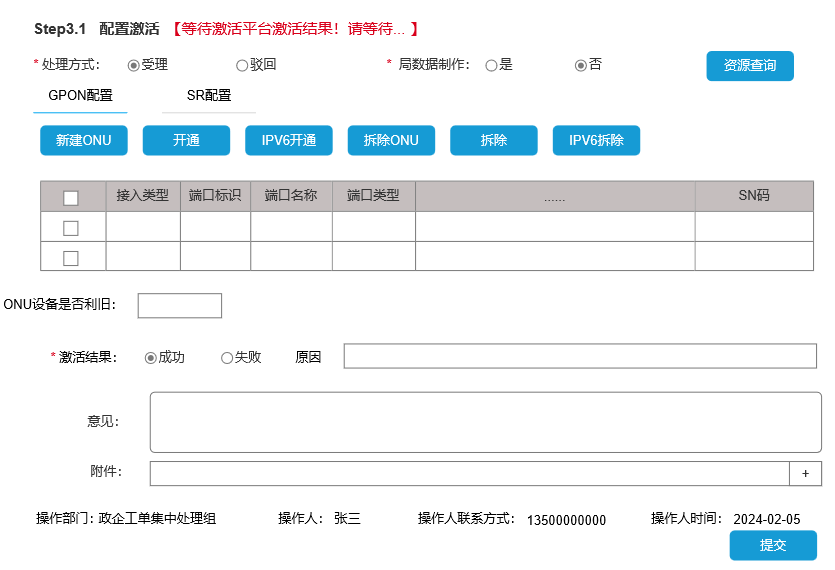 Step3.1 配置激活 【等待激活平台激活结果！请等待... 】
* 处理方式： 受理 驳回 * 局数据制作： 是 否 资源查询
GPON配置 SR配置
新建ONU 开通 IPV6开通 拆除ONU 拆除 IPV6拆除
接入类型 端口标识 端口名称 端口类型 ...... SN码
ONU设备是否利旧：
* 激活结果： 成功 失败 原因
意见：
附件： +
操作部门：政企工单集中处理组 操作人： 张三 操作人联系方式： 13500000000 操作人时间： 2024-02-05
提交